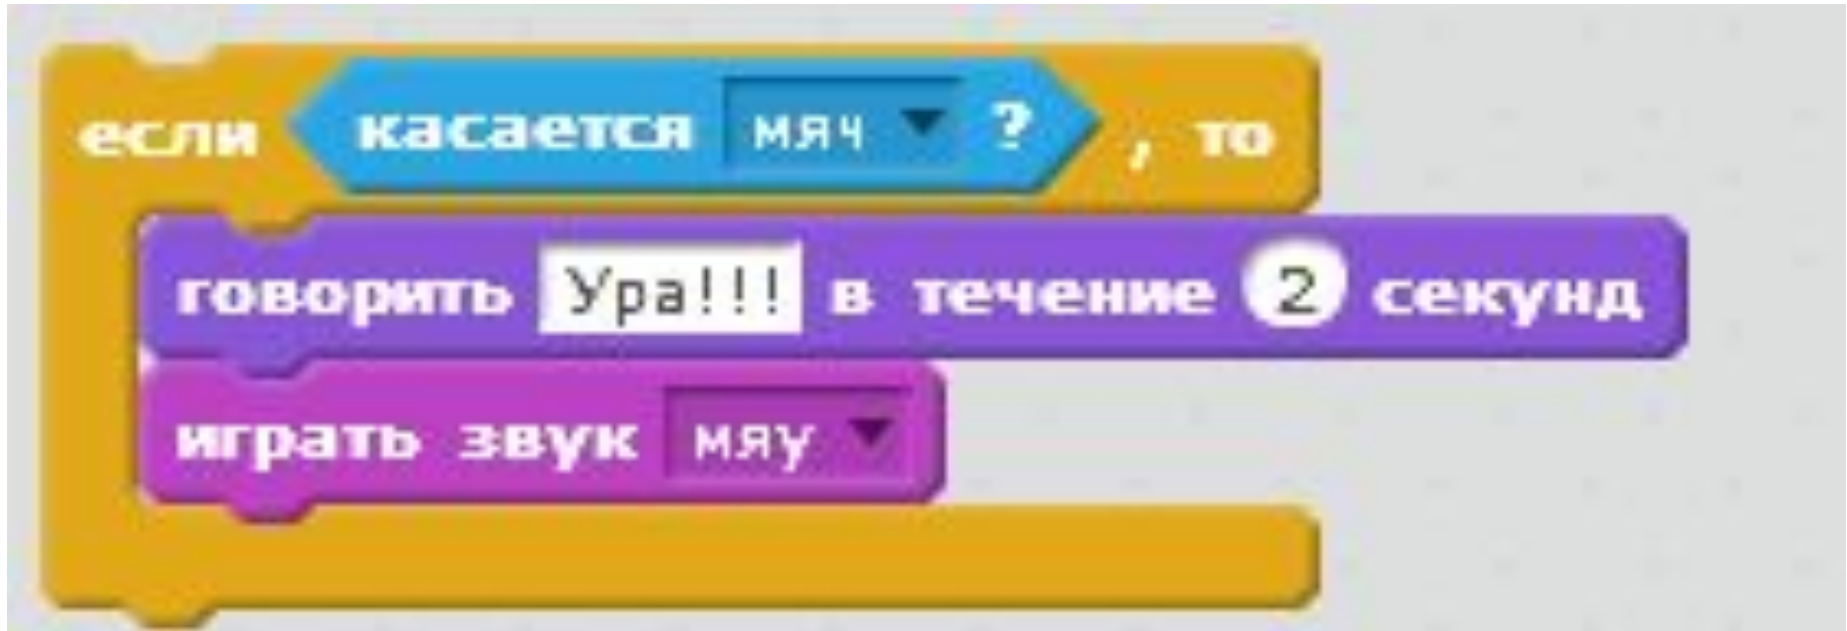 если касается мяч ? , то
говорить Ура!!! в течение 2 секунд
играть звук мяу